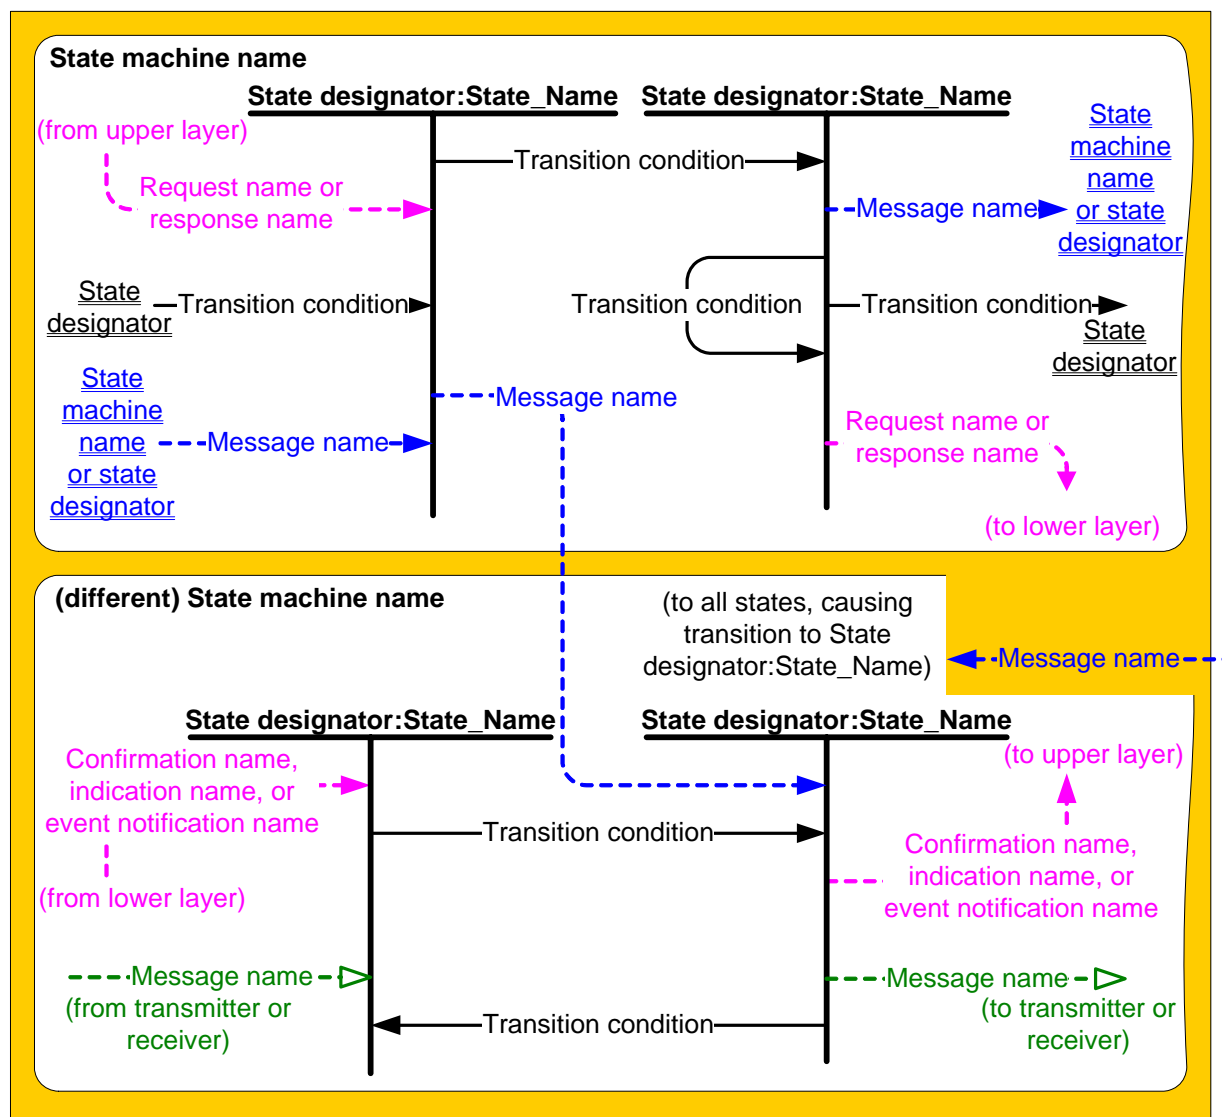 State machine name
State designator:State_Name
State designator:State_Name
(from upper layer)
State
machine
name
or state
designator
Transition condition
Request name or
response name
Message name
State
designator
Transition condition
Transition condition
Transition condition
State
designator
State
machine
name
or state
designator
Message name
Message name
Request name or
response name
(to lower layer)
(different) State machine name
(to all states, causing
transition to State
designator:State_Name)
Message name
State designator:State_Name
State designator:State_Name
Confirmation name,
indication name, or
event notification name
(from lower layer)
(to upper layer)
Transition condition
Confirmation name,
indication name, or
event notification name
Message name
(from transmitter or
receiver)
Message name
(to transmitter or
receiver)
Transition condition